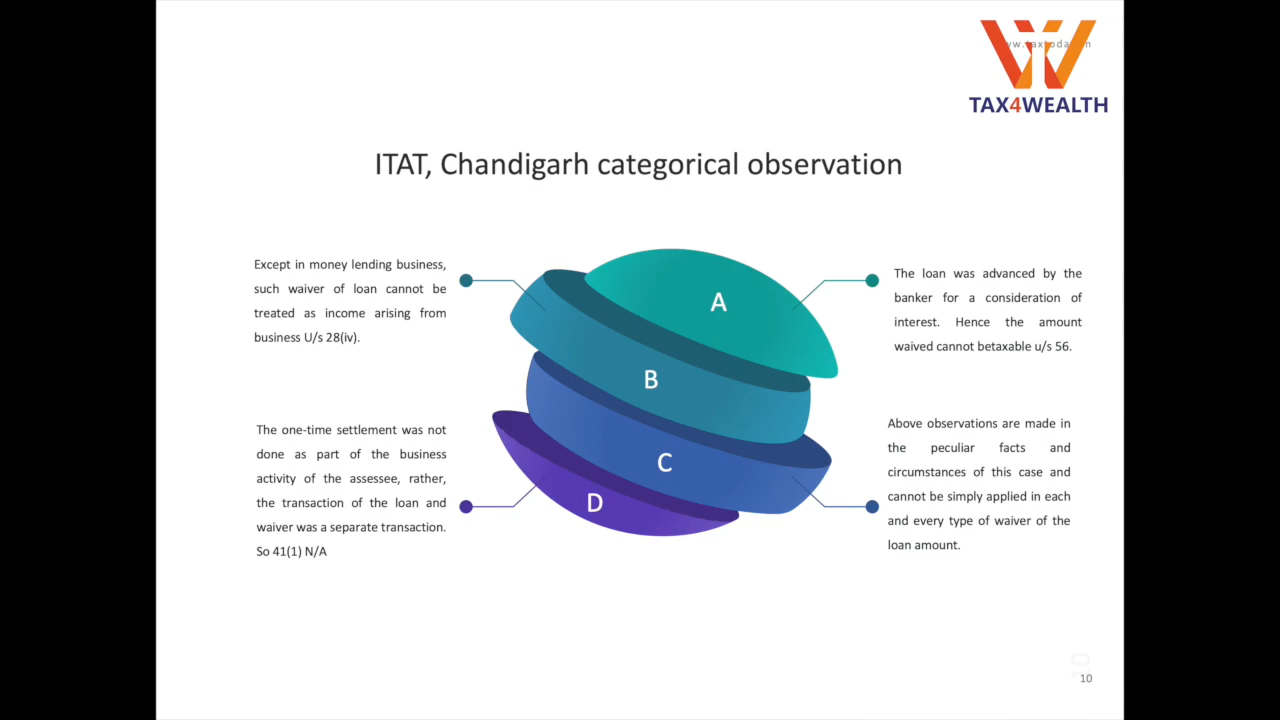 TAX4WEALTH
ITAT, Chandigarh categorical observation
Except in money lending business,
such waiver of loan cannot be
treated as income arising from
business U/s 28(iv).
The loan was advanced by the
banker for a consideration of
interest. Hence the amount
waived cannot betaxable u/s 56.
A
B
C
D
The one-time settlement was not
done as part of the business
activity of the assessee, rather,
the transaction of the loan and
waiver was a separate transaction.
So 41(1) N/A
Above observations are made in
the peculiar facts and
circumstances of this case and
cannot be simply applied in each
and every type of waiver of the
loan amount.
10
10